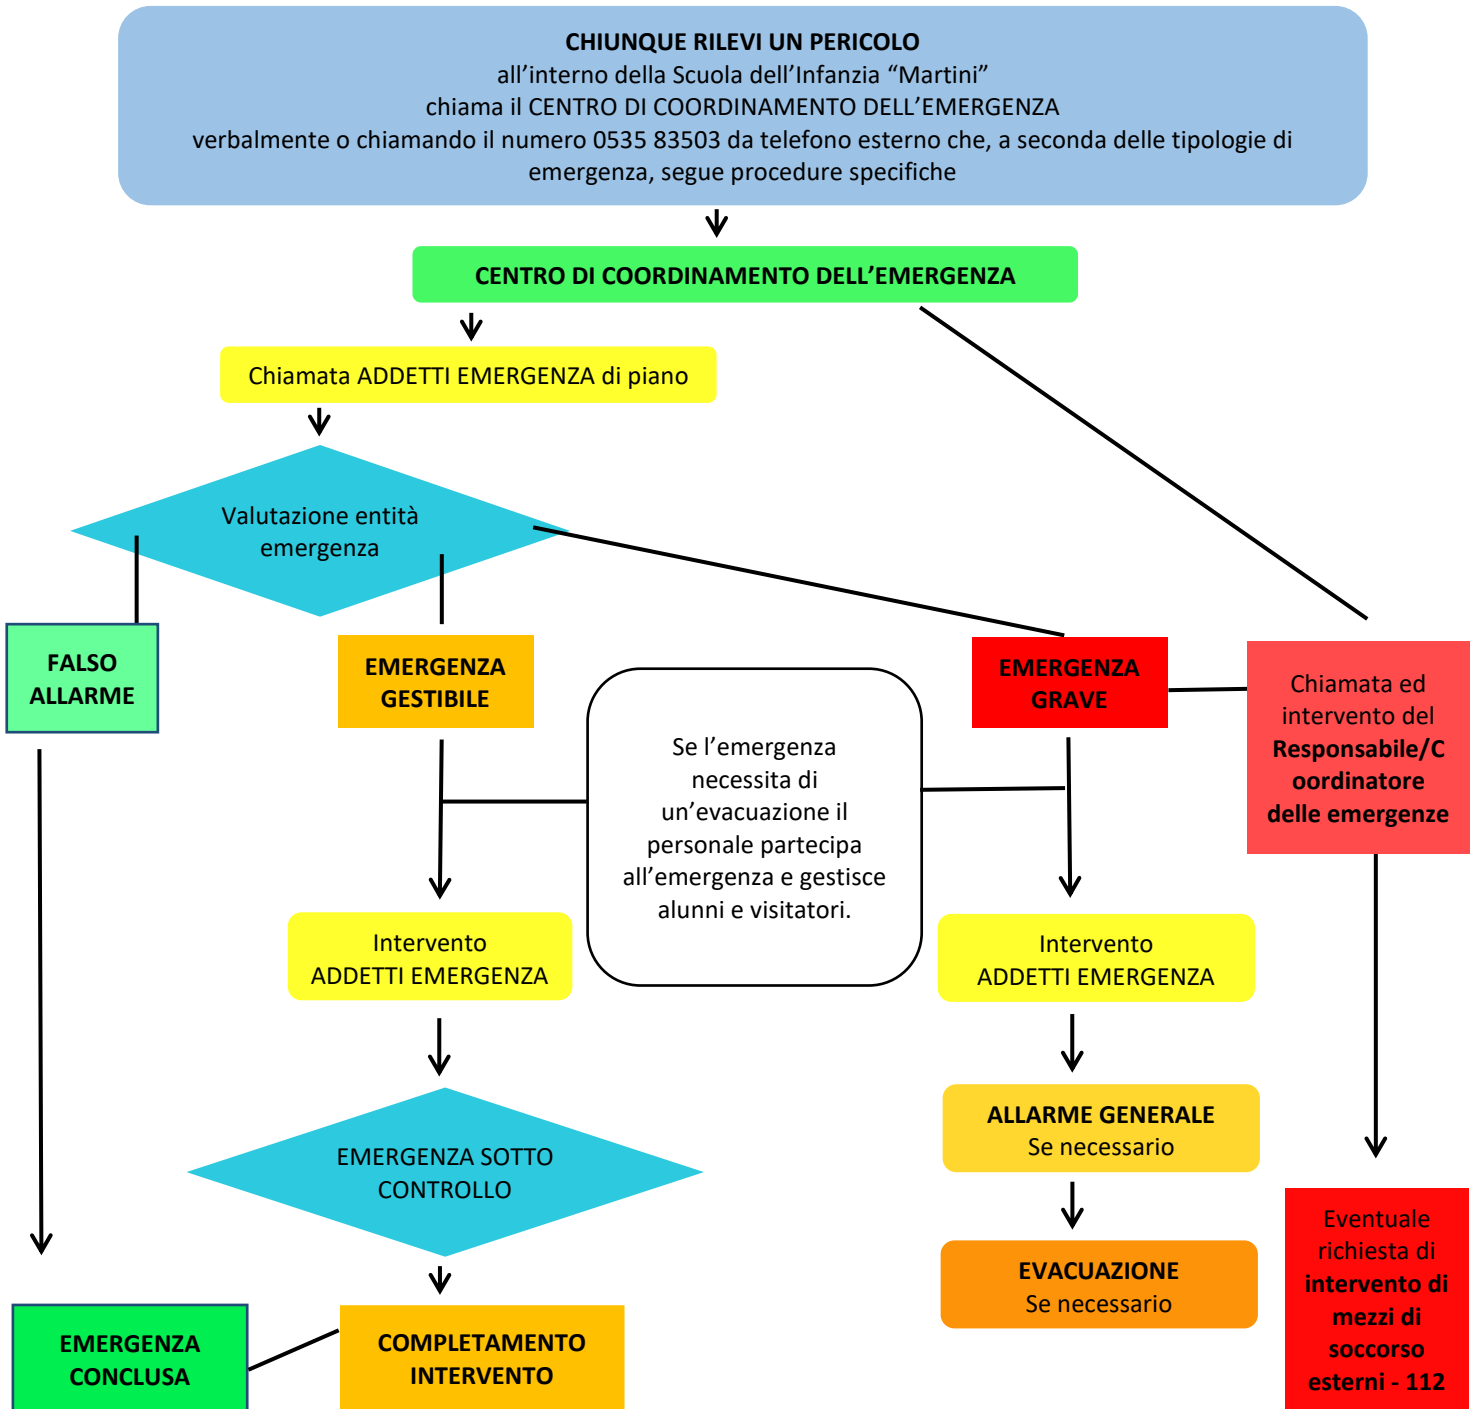 CHIUNQUE RILEVI UN PERICOLO
all’interno della Scuola dell’Infanzia “Martini”
chiama il CENTRO DI COORDINAMENTO DELL’EMERGENZA
verbalmente o chiamando il numero 0535 83503 da telefono esterno che, a seconda delle tipologie di
emergenza, segue procedure specifiche
CENTRO DI COORDINAMENTO DELL’EMERGENZA
Chiamata ADDETTI EMERGENZA di piano
Valutazione entità
emergenza
FALSO
ALLARME
EMERGENZA
GESTIBILE
EMERGENZA
GRAVE
Chiamata ed
intervento del
Responsabile/C
oordinatore
delle emergenze
Se l’emergenza
necessita di
un’evacuazione il
personale partecipa
all’emergenza e gestisce
alunni e visitatori.
Intervento
ADDETTI EMERGENZA
Intervento
ADDETTI EMERGENZA
EMERGENZA SOTTO
CONTROLLO
ALLARME GENERALE
Se necessario
EVACUAZIONE
Se necessario
Eventuale
richiesta di
intervento di
mezzi di
soccorso
esterni - 112
EMERGENZA
CONCLUSA
COMPLETAMENTO
INTERVENTO